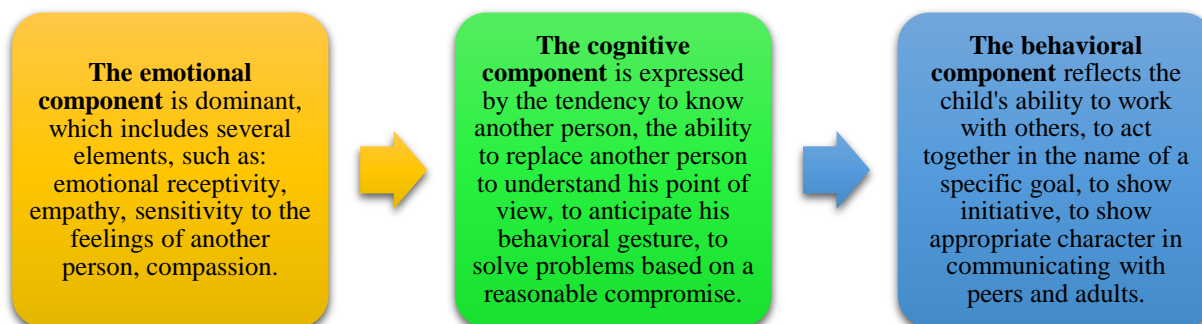 The emotional
component is dominant,
which includes several
elements, such as:
emotional receptivity,
empathy, sensitivity to the
feelings of another
person, compassion.
The cognitive
component is expressed
by the tendency to know
another person, the ability
to replace another person
to understand his point of
view, to anticipate his
behavioral gesture, to
solve problems based on a
reasonable compromise.
The behavioral
component reflects the
child's ability to work
with others, to act
together in the name of a
specific goal, to show
initiative, to show
appropriate character in
communicating with
peers and adults.